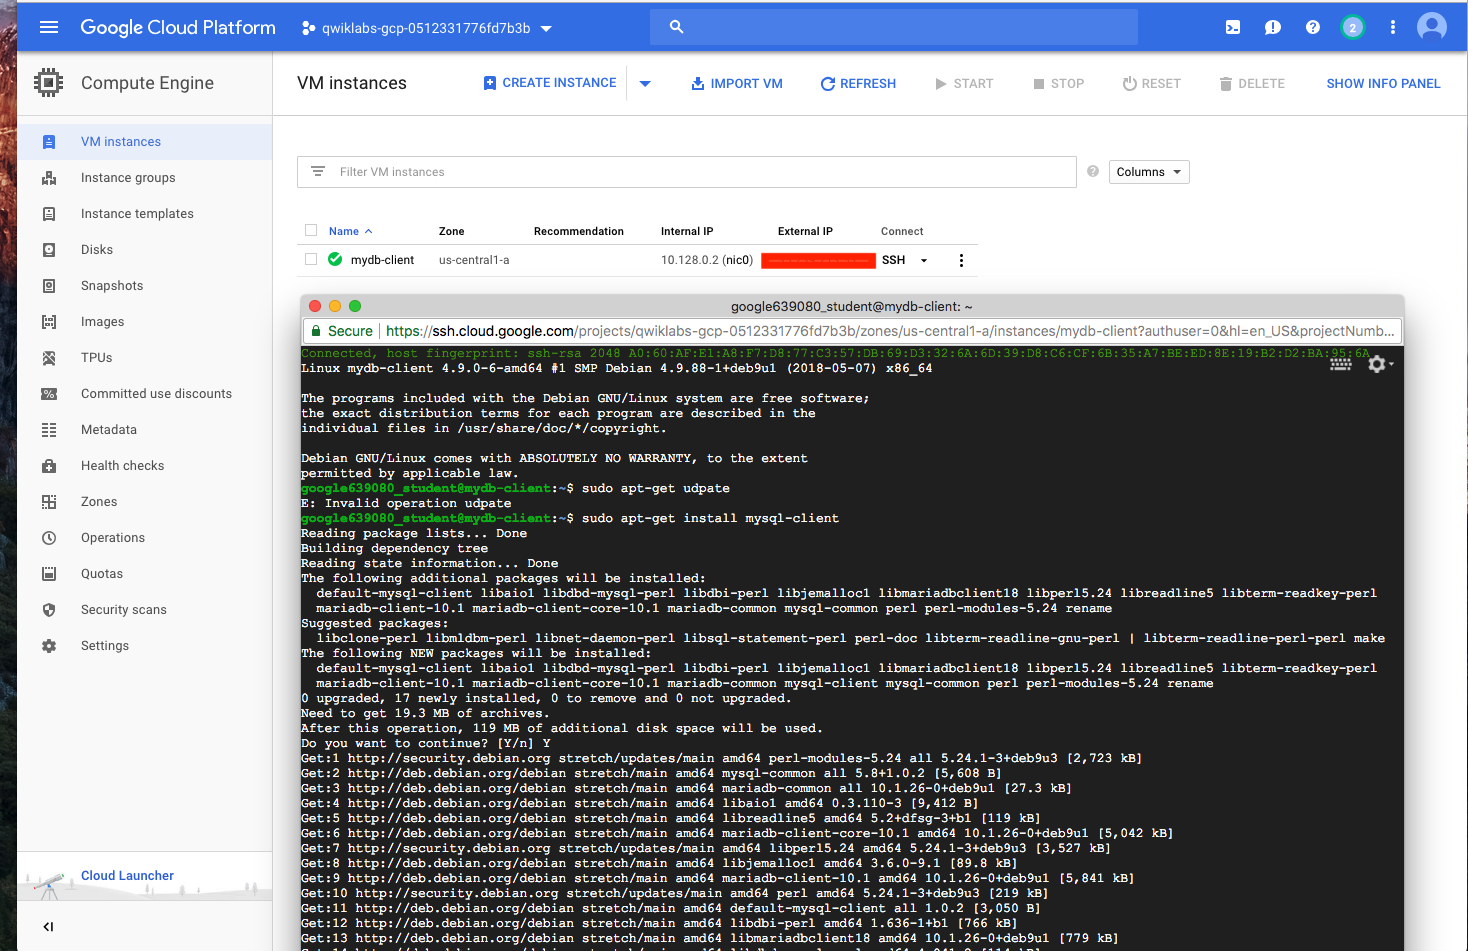 Google Cloud Platform
qwiklabs-gcp-0512331776fd7b3b
2
Compute Engine
VM instances
CREATE INSTANCE
IMPORT VM
REFRESH
START
STOP
RESET
DELETE
SHOW INFO PANEL
VM instances
Instance groups
Instance templates
Disks
Snapshots
Images
TPUs
Committed use discounts
Metadata
Health checks
Zones
Operations
Quotas
Security scans
Settings
Cloud Launcher
Filter VM instances
Columns
Name Zone Recommendation Internal IP External IP Connect
mydb-client us-central1-a 10.128.0.2 (nic0) SSH
google639080_student@mydb-client: ~
Secure | https://ssh.cloud.google.com/projects/qwiklabs-gcp-0512331776fd7b3b/zones/us-central1-a/instances/mydb-client?authuser=0&hl=en_US&projectNumb...
Connected, host fingerprint: ssh-rsa 2048 A0:60:AF:E1:A8:F7:D8:77:C3:57:DB:69:D3:32:6A:6D:39:D8:C6:CF:6B:35:A7:BE:ED:8E:19:B2:D2:BA:95:6A
Linux mydb-client 4.9.0-6-amd64 #1 SMP Debian 4.9.88-1+deb9u1 (2018-05-07) x86_64
The programs included with the Debian GNU/Linux system are free software;
the exact distribution terms for each program are described in the
individual files in /usr/share/doc/*/copyright.
Debian GNU/Linux comes with ABSOLUTELY NO WARRANTY, to the extent
permitted by applicable law.
google639080_student@mydb-client:~$ sudo apt-get udpate
E: Invalid operation udpate
google639080_student@mydb-client:~$ sudo apt-get install mysql-client
Reading package lists... Done
Building dependency tree
Reading state information... Done
The following additional packages will be installed:
default-mysql-client libaio1 libdbd-mysql-perl libdbi-perl libjemalloc1 libmariadbclient18 libperl5.24 libreadline5 libterm-readkey-perl
mariadb-client-10.1 mariadb-client-core-10.1 mariadb-common mysql-common perl perl-modules-5.24 rename
Suggested packages:
libclone-perl libmldbm-perl libnet-daemon-perl libsql-statement-perl perl-doc libterm-readline-gnu-perl | libterm-readline-perl-perl make
The following NEW packages will be installed:
default-mysql-client libaio1 libdbd-mysql-perl libdbi-perl libjemalloc1 libmariadbclient18 libperl5.24 libreadline5 libterm-readkey-perl
mariadb-client-10.1 mariadb-client-core-10.1 mariadb-common mysql-client mysql-common perl perl-modules-5.24 rename
0 upgraded, 17 newly installed, 0 to remove and 0 not upgraded.
Need to get 19.3 MB of archives.
After this operation, 119 MB of additional disk space will be used.
Do you want to continue? [Y/n] Y
Get:1 http://security.debian.org stretch/updates/main amd64 perl-modules-5.24 all 5.24.1-3+deb9u3 [2,723 kB]
Get:2 http://deb.debian.org/debian stretch/main amd64 mysql-common all 5.8+1.0.2 [5,608 B]
Get:3 http://deb.debian.org/debian stretch/main amd64 mariadb-common all 10.1.26-0+deb9u1 [27.3 kB]
Get:4 http://deb.debian.org/debian stretch/main amd64 libaio1 amd64 0.3.110-3 [9,412 B]
Get:5 http://deb.debian.org/debian stretch/main amd64 libreadline5 amd64 5.2+dfsg-3+b1 [119 kB]
Get:6 http://deb.debian.org/debian stretch/main amd64 mariadb-client-core-10.1 amd64 10.1.26-0+deb9u1 [5,042 kB]
Get:7 http://security.debian.org stretch/updates/main amd64 libperl5.24 amd64 5.24.1-3+deb9u3 [3,527 kB]
Get:8 http://deb.debian.org/debian stretch/main amd64 libjemalloc1 amd64 3.6.0-9.1 [89.8 kB]
Get:9 http://deb.debian.org/debian stretch/main amd64 mariadb-client-10.1 amd64 10.1.26-0+deb9u1 [5,841 kB]
Get:10 http://security.debian.org stretch/updates/main amd64 perl amd64 5.24.1-3+deb9u3 [219 kB]
Get:11 http://deb.debian.org/debian stretch/main amd64 default-mysql-client all 1.0.2 [3,050 B]
Get:12 http://deb.debian.org/debian stretch/main amd64 libdbi-perl amd64 1.636-1+b1 [766 kB]
Get:13 http://deb.debian.org/debian stretch/main amd64 libmariadbclient18 amd64 10.1.26-0+deb9u1 [779 kB]